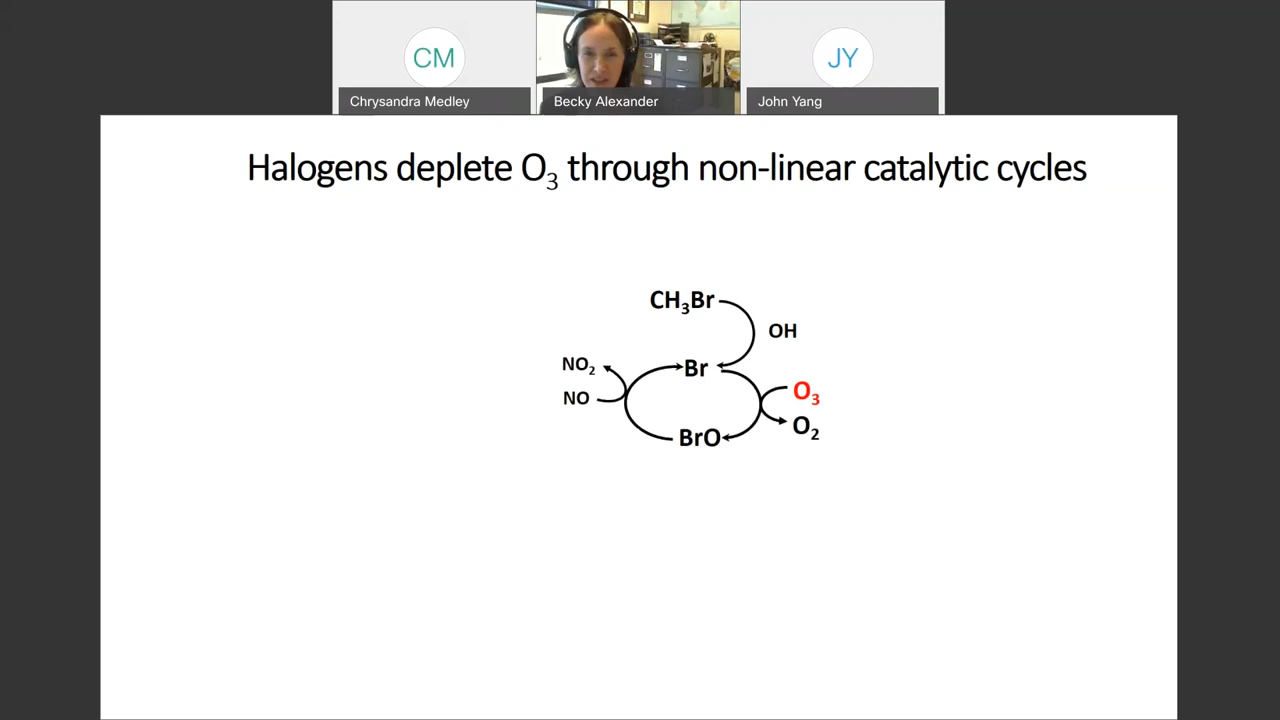 CM
JY
Chrysandra Medley
Becky Alexander
John Yang
Halogens deplete O₃ through non-linear catalytic cycles
CH₃Br
OH
NO₂
Br
NO
O₃
BrO
O₂